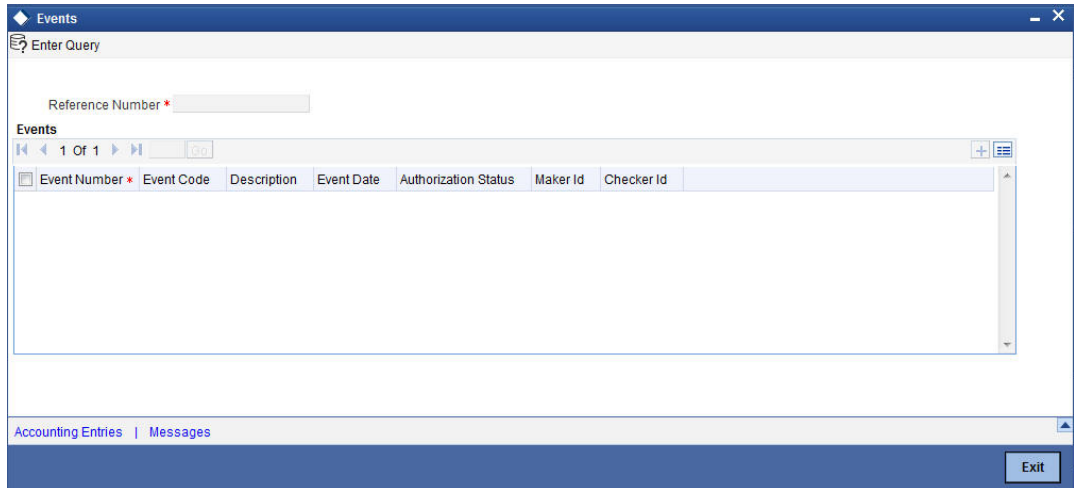 Events
Enter Query
Reference Number *
Events
1 Of 1 Go
Event Number * Event Code Description Event Date Authorization Status Maker Id Checker Id
Accounting Entries | Messages
Exit